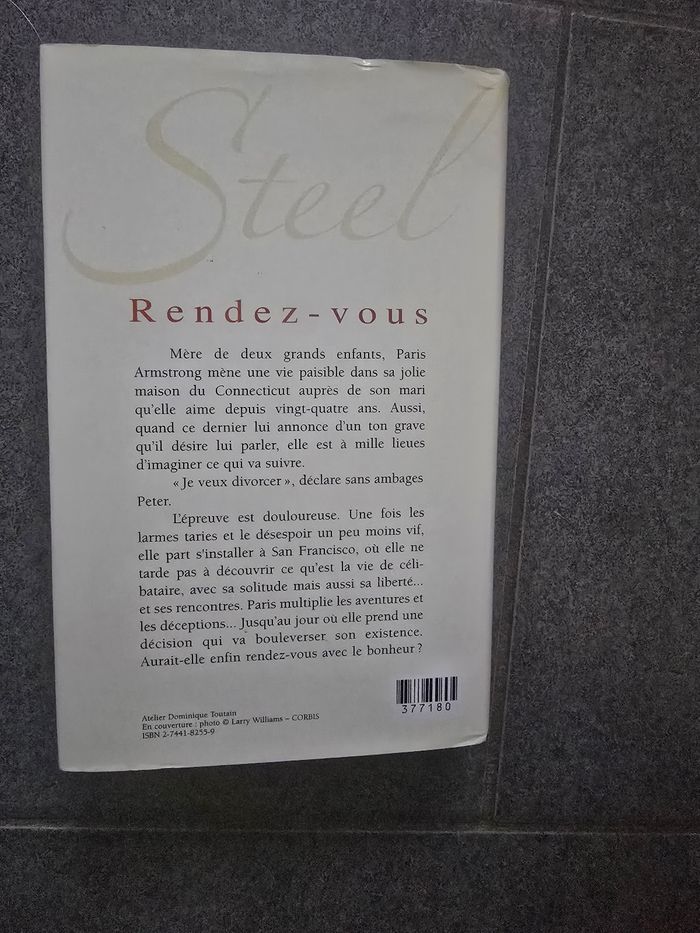 Steel
Rendez-vous
Mère de deux grands enfants, Paris
Armstrong mène une vie paisible dans sa jolie
maison du Connecticut auprès de son mari
qu'elle aime depuis vingt-quatre ans. Aussi,
quand ce dernier lui annonce d'un ton grave
qu'il désire lui parler, elle est à mille lieues
d'imaginer ce qui va suivre.
« Je veux divorcer », déclare sans ambages
Peter.
L'épreuve est douloureuse. Une fois les
larmes taries et le désespoir un peu moins vif,
elle part s'installer à San Francisco, où elle ne
tarde pas à découvrir ce qu'est la vie de céli-
bataire, avec sa solitude mais aussi sa liberté...
et ses rencontres. Paris multiplie les aventures et
les déceptions... Jusqu'au jour où elle prend une
décision qui va bouleverser son existence.
Aurait-elle enfin rendez-vous avec le bonheur ?
377180
Atelier Dominique Toutain
En couverture : photo © Larry Williams – CORBIS
ISBN 2-7441-8255-9